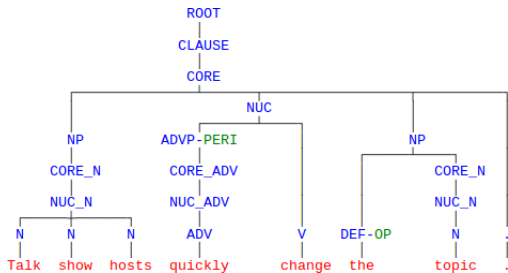 ROOT
CLAUSE
CORE
NUC
NP ADVP-PERI NP
CORE_N CORE_ADV CORE_N
NUC_N NUC_ADV NUC_N
N N N ADV V DEF-OP N .
Talk show hosts quickly change the topic .